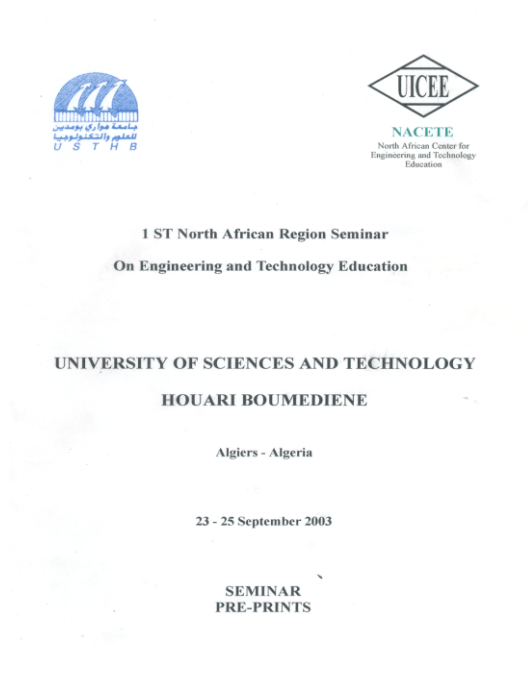 جامعة هواري بومدين
للعلوم والتكنولوجيا
U S T H B
UICEE
NACETE
North African Center for
Engineering and Technology
Education
1 ST North African Region Seminar
On Engineering and Technology Education
UNIVERSITY OF SCIENCES AND TECHNOLOGY
HOUARI BOUMEDIENE
Algiers - Algeria
23 - 25 September 2003
SEMINAR
PRE-PRINTS